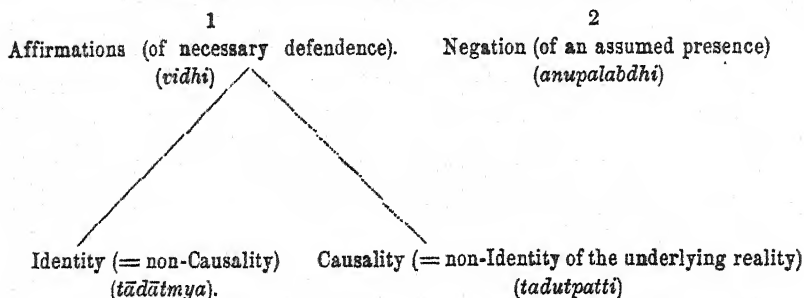 1 2
Affirmations (of necessary defendence). Negation (of an assumed presence)
(vidhi) (anupalabdhi)
Identity (= non-Causality) Causality (= non-Identity of the underlying reality)
(tādātmya). (tadutpatti)